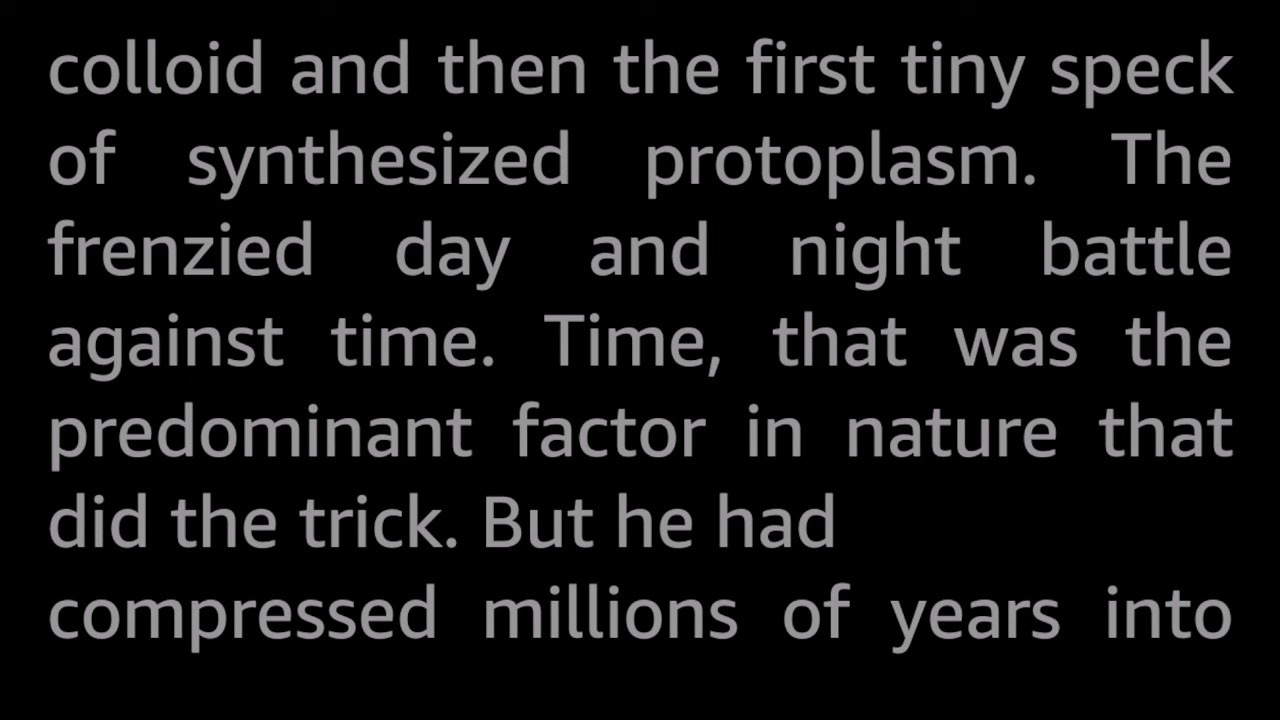 colloid and then the first tiny speck
of synthesized protoplasm. The
frenzied day and night battle
against time. Time, that was the
predominant factor in nature that
did the trick. But he had
compressed millions of years into